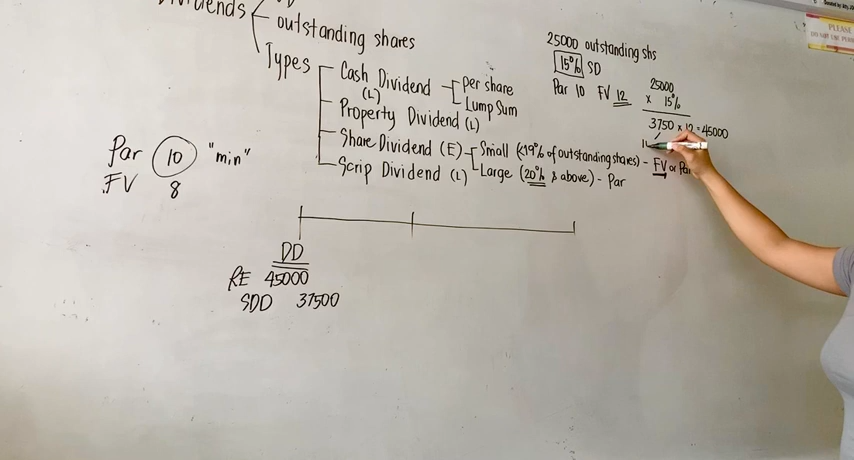 outstanding shares
Types
Cash Dividend (L)
Per share
Lump Sum
Property Dividend (L)
Share Dividend (E)
Small (<19% of outstanding shares) - FV or Par
Large (20% & above) - Par
Scrip Dividend (L)
25000 outstanding shs
15% SD
Par 10 FV 12
25000
x 15%
3750 x 12 = 45000
Par 10 "min"
FV 8
DD
RE 45000
SDD 37500
PLEASE